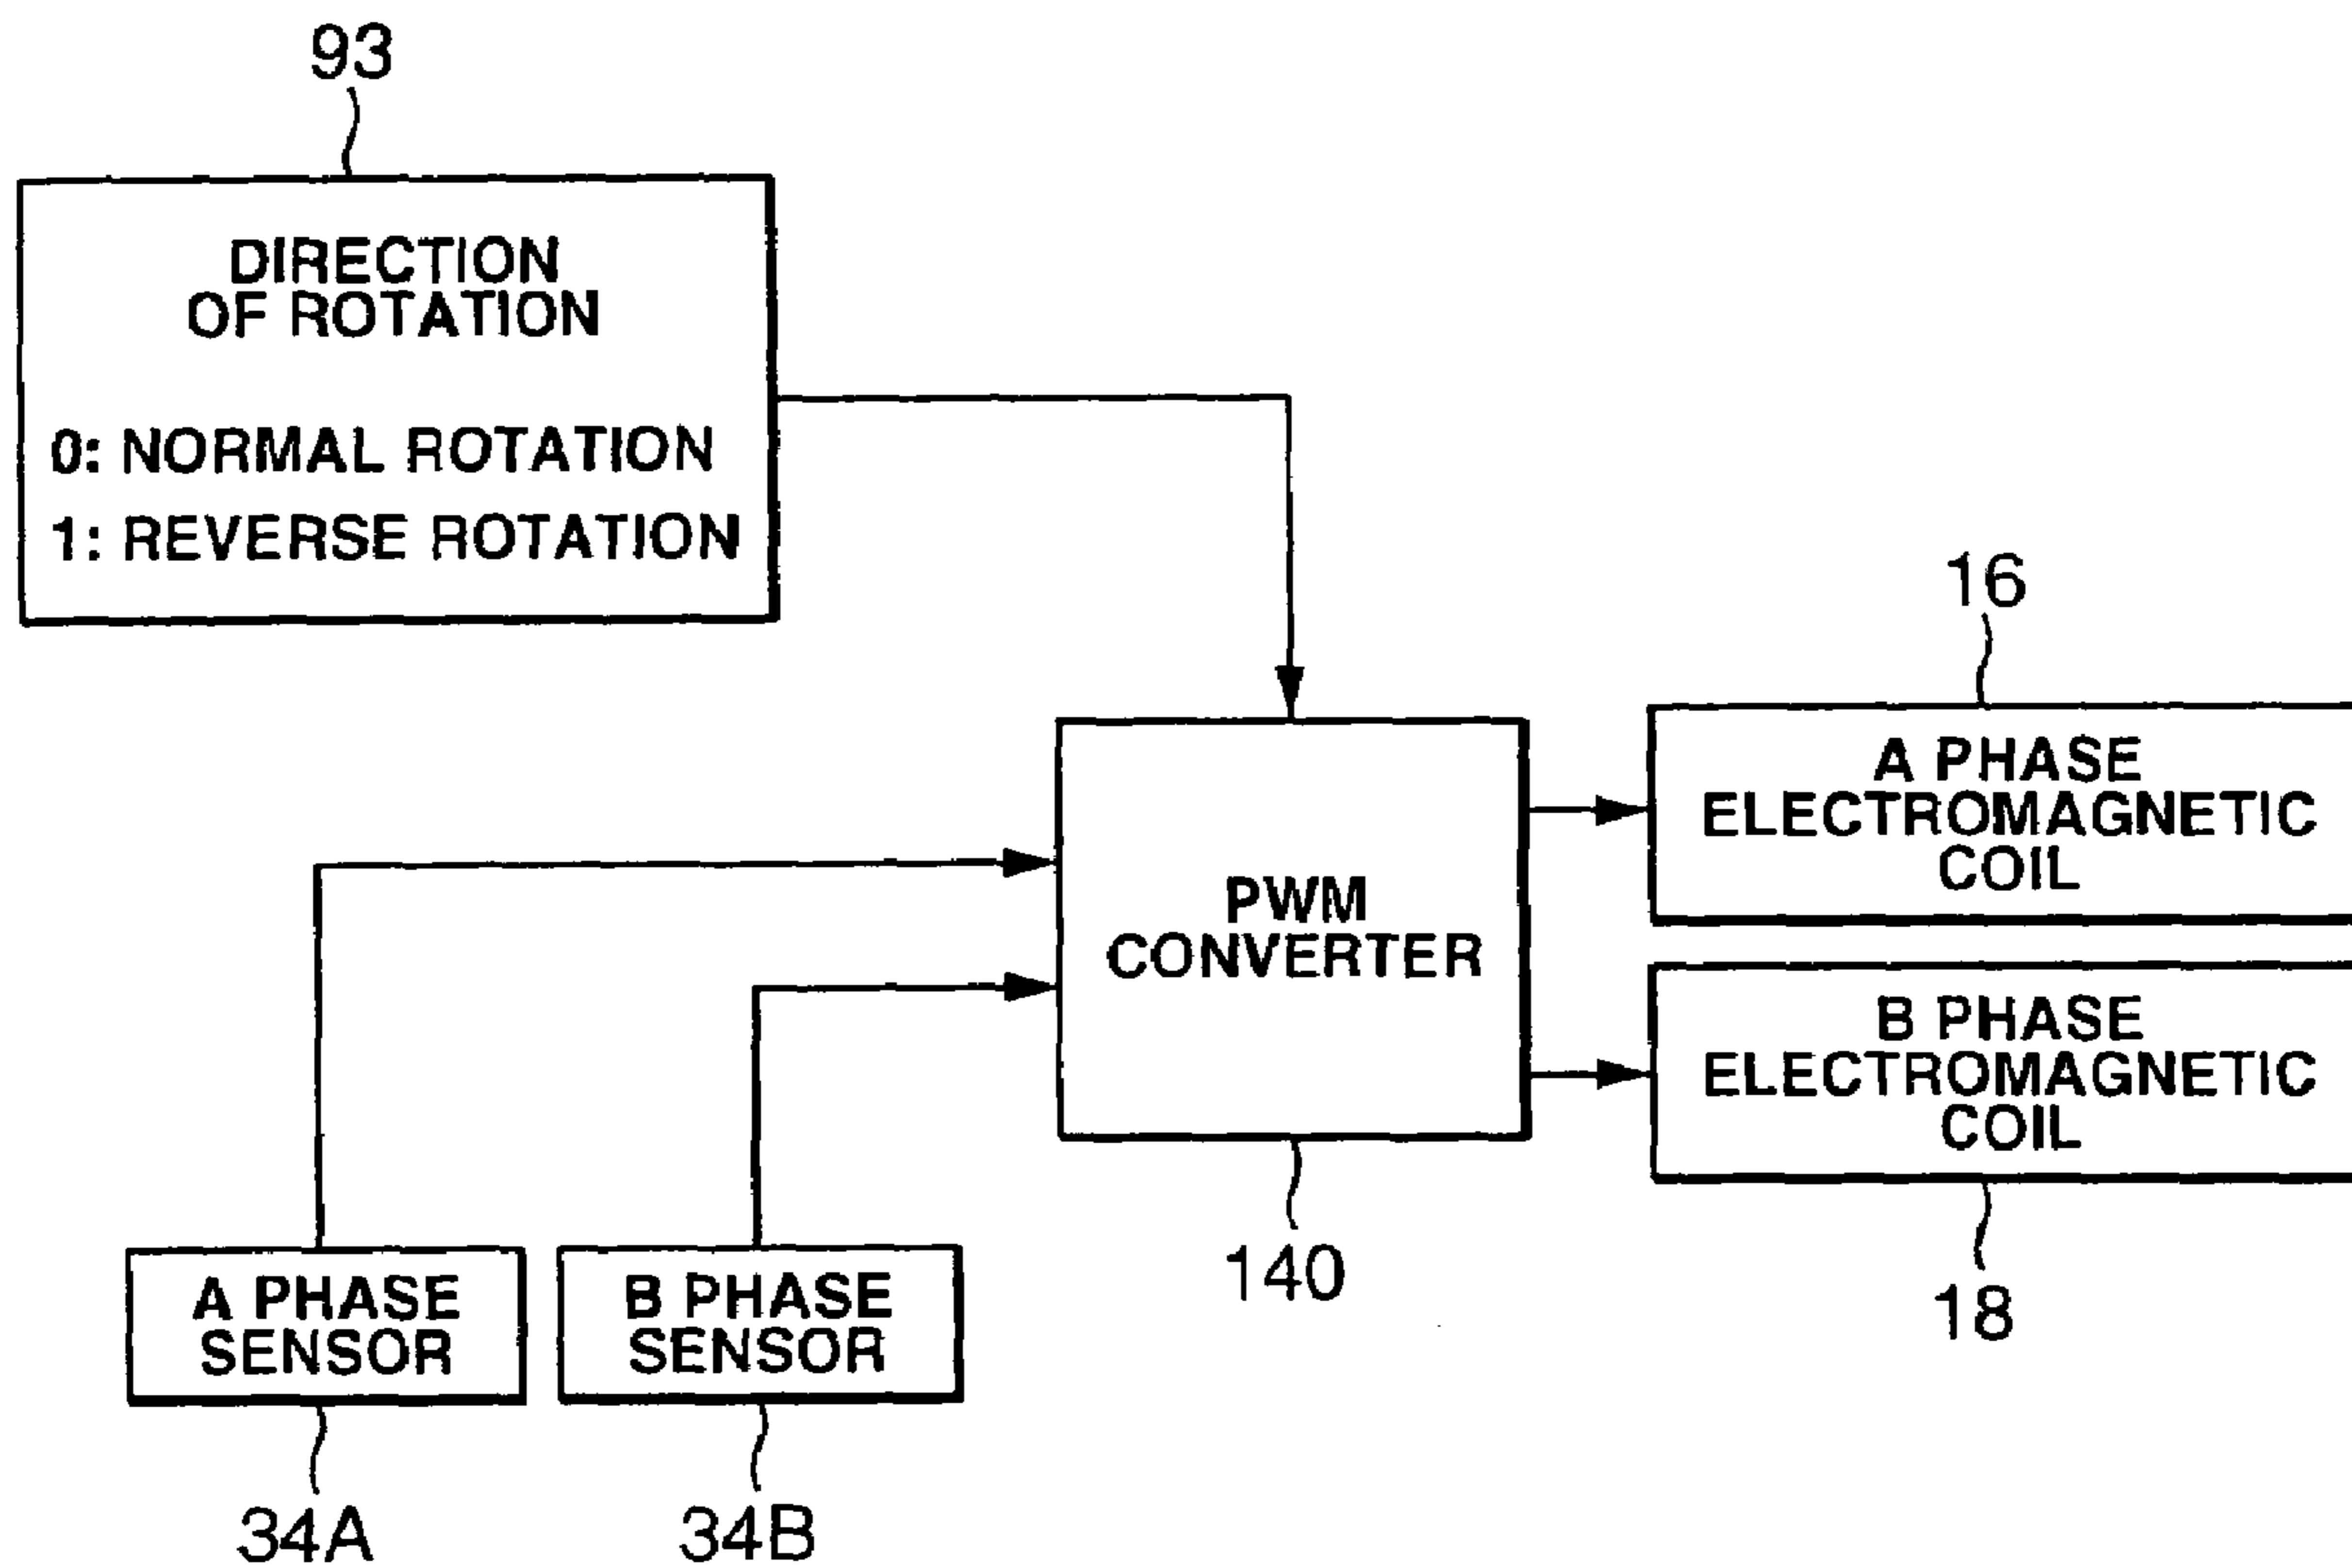 93
DIRECTION
OF ROTATION
0: NORMAL ROTATION
1: REVERSE ROTATION
16
A PHASE
ELECTROMAGNETIC
COIL
PWM
CONVERTER
B PHASE
ELECTROMAGNETIC
COIL
140
18
A PHASE
SENSOR
B PHASE
SENSOR
34A
34B